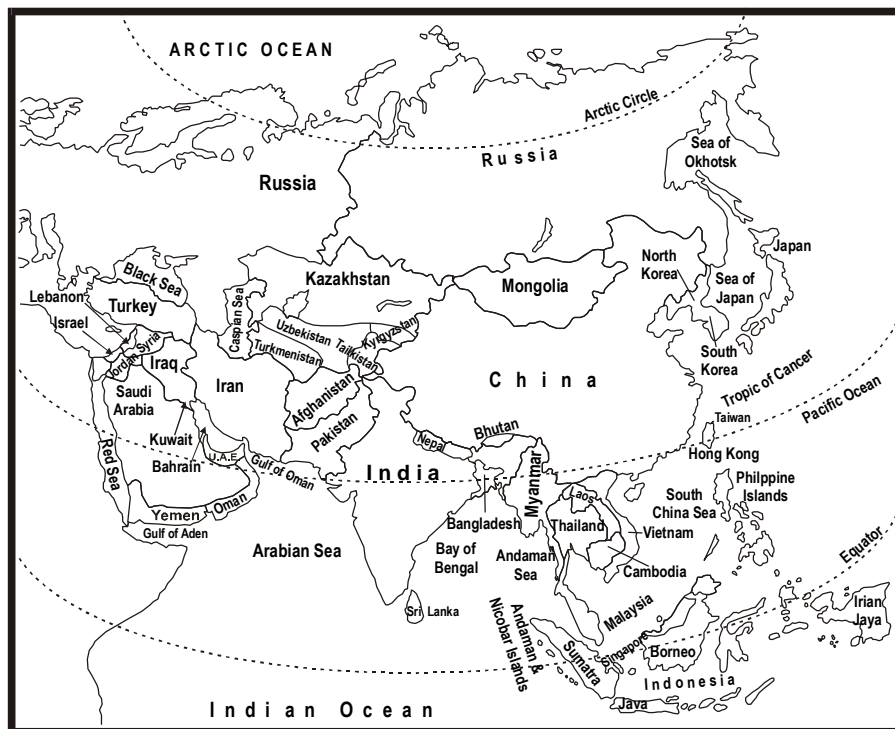 ARCTIC OCEAN
Arctic Circle
Russia
Sea of
Okhotsk
Russia
Japan
North
Korea
Black Sea
Kazakhstan
Mongolia
Sea of
Japan
Lebanon
Turkey
Caspian Sea
Israel
Uzbekistan
Tailkistan
Kyrgyzstan
Turkmenistan
South
Korea
Jordan
Syria
Iraq
Iran
China
Tropic of Cancer
Saudi
Arabia
Afghanistan
Pacific Ocean
Taiwan
Kuwait
Pakistan
Nepal
Bhutan
Hong Kong
Bahrain
U.A.E.
Gulf of Oman
India
Red Sea
Myanmar
Philppine
Islands
Laos
South
China Sea
Yemen
Oman
Bangladesh
Thailand
Vietnam
Gulf of Aden
Arabian Sea
Bay of
Bengal
Andaman
Sea
Cambodia
Equator
Sri Lanka
Andaman &
Nicobar Islands
Malaysia
Irian
Jaya
Singapore
Borneo
Sumatra
Indonesia
Java
Indian Ocean